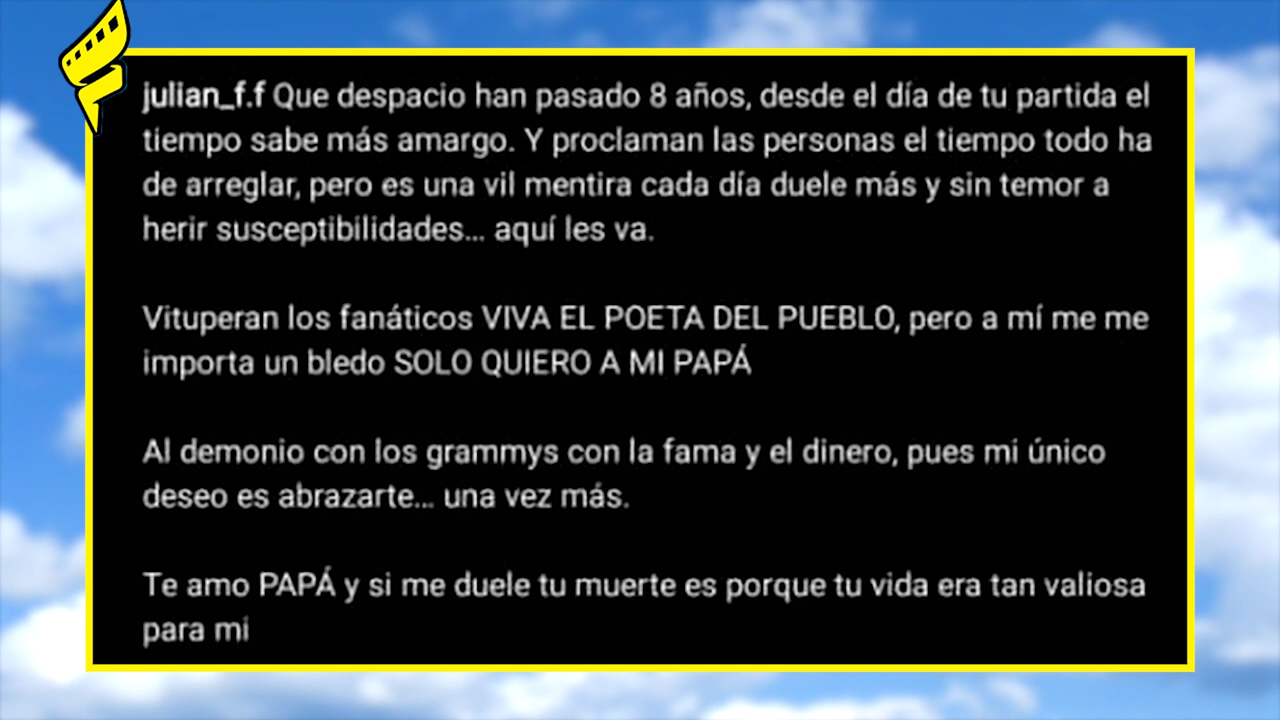 julian_f.f Que despacio han pasado 8 años, desde el día de tu partida el
tiempo sabe más amargo. Y proclaman las personas el tiempo todo ha
de arreglar, pero es una vil mentira cada día duele más y sin temor a
herir susceptibilidades... aquí les va.
Vituperan los fanáticos VIVA EL POETA DEL PUEBLO, pero a mí me me
importa un bledo SOLO QUIERO A MI PAPÁ
Al demonio con los grammys con la fama y el dinero, pues mi único
deseo es abrazarte... una vez más.
Te amo PAPÁ y si me duele tu muerte es porque tu vida era tan valiosa
para mi